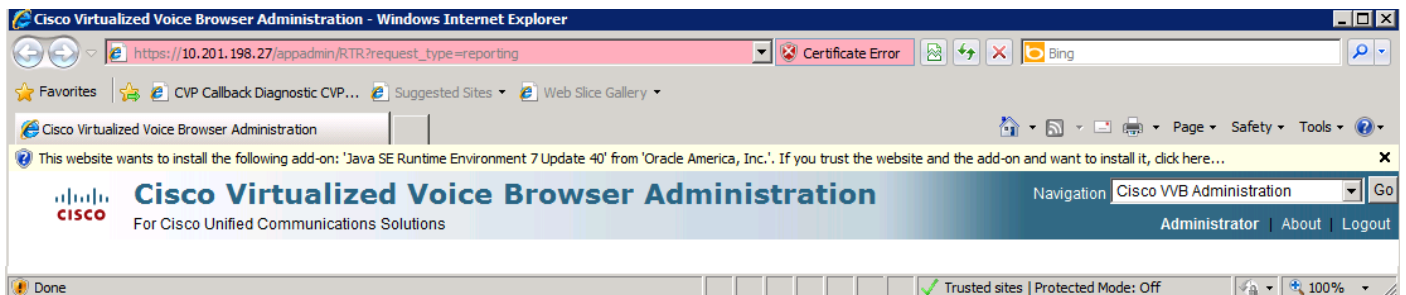 Cisco Virtualized Voice Browser Administration - Windows Internet Explorer
https://10.201.198.27/appadmin/RTR?request_type=reporting Certificate Error Bing
Favorites CVP Callback Diagnostic CVP... Suggested Sites Web Slice Gallery
Cisco Virtualized Voice Browser Administration Page Safety Tools
This website wants to install the following add-on: 'Java SE Runtime Environment 7 Update 40' from 'Oracle America, Inc.'. If you trust the website and the add-on and want to install it, click here...
CISCO Cisco Virtualized Voice Browser Administration Navigation Cisco VVB Administration Go
For Cisco Unified Communications Solutions Administrator | About | Logout
Done Trusted sites | Protected Mode: Off 100%